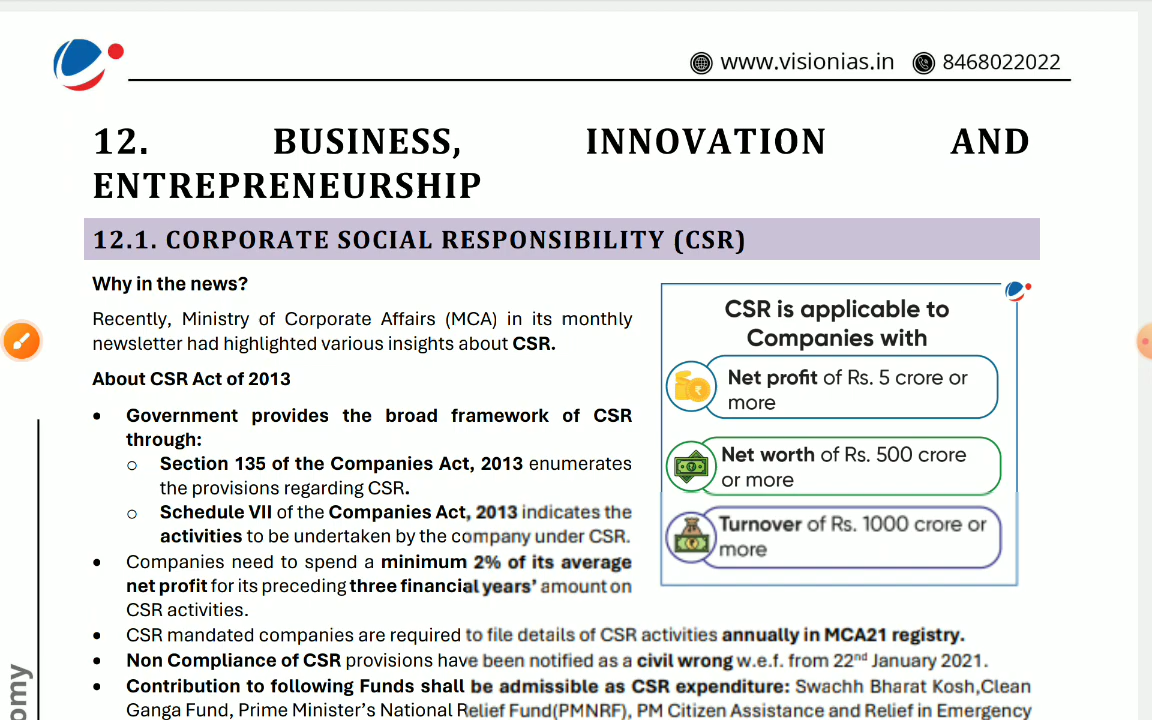 www.visionias.in 8468022022
12. BUSINESS, INNOVATION AND
ENTREPRENEURSHIP
12.1. CORPORATE SOCIAL RESPONSIBILITY (CSR)
Why in the news?
Recently, Ministry of Corporate Affairs (MCA) in its monthly
newsletter had highlighted various insights about CSR.
About CSR Act of 2013
• Government provides the broad framework of CSR
through:
o Section 135 of the Companies Act, 2013 enumerates
the provisions regarding CSR.
o Schedule VII of the Companies Act, 2013 indicates the
activities to be undertaken by the company under CSR.
• Companies need to spend a minimum 2% of its average
net profit for its preceding three financial years’ amount on
CSR activities.
CSR is applicable to
Companies with
Net profit of Rs. 5 crore or
more
Net worth of Rs. 500 crore
or more
Turnover of Rs. 1000 crore or
more
• CSR mandated companies are required to file details of CSR activities annually in MCA21 registry.
• Non Compliance of CSR provisions have been notified as a civil wrong w.e.f. from 22nd January 2021.
• Contribution to following Funds shall be admissible as CSR expenditure: Swachh Bharat Kosh,Clean
Ganga Fund, Prime Minister’s National Relief Fund(PMNRF), PM Citizen Assistance and Relief in Emergency
omy